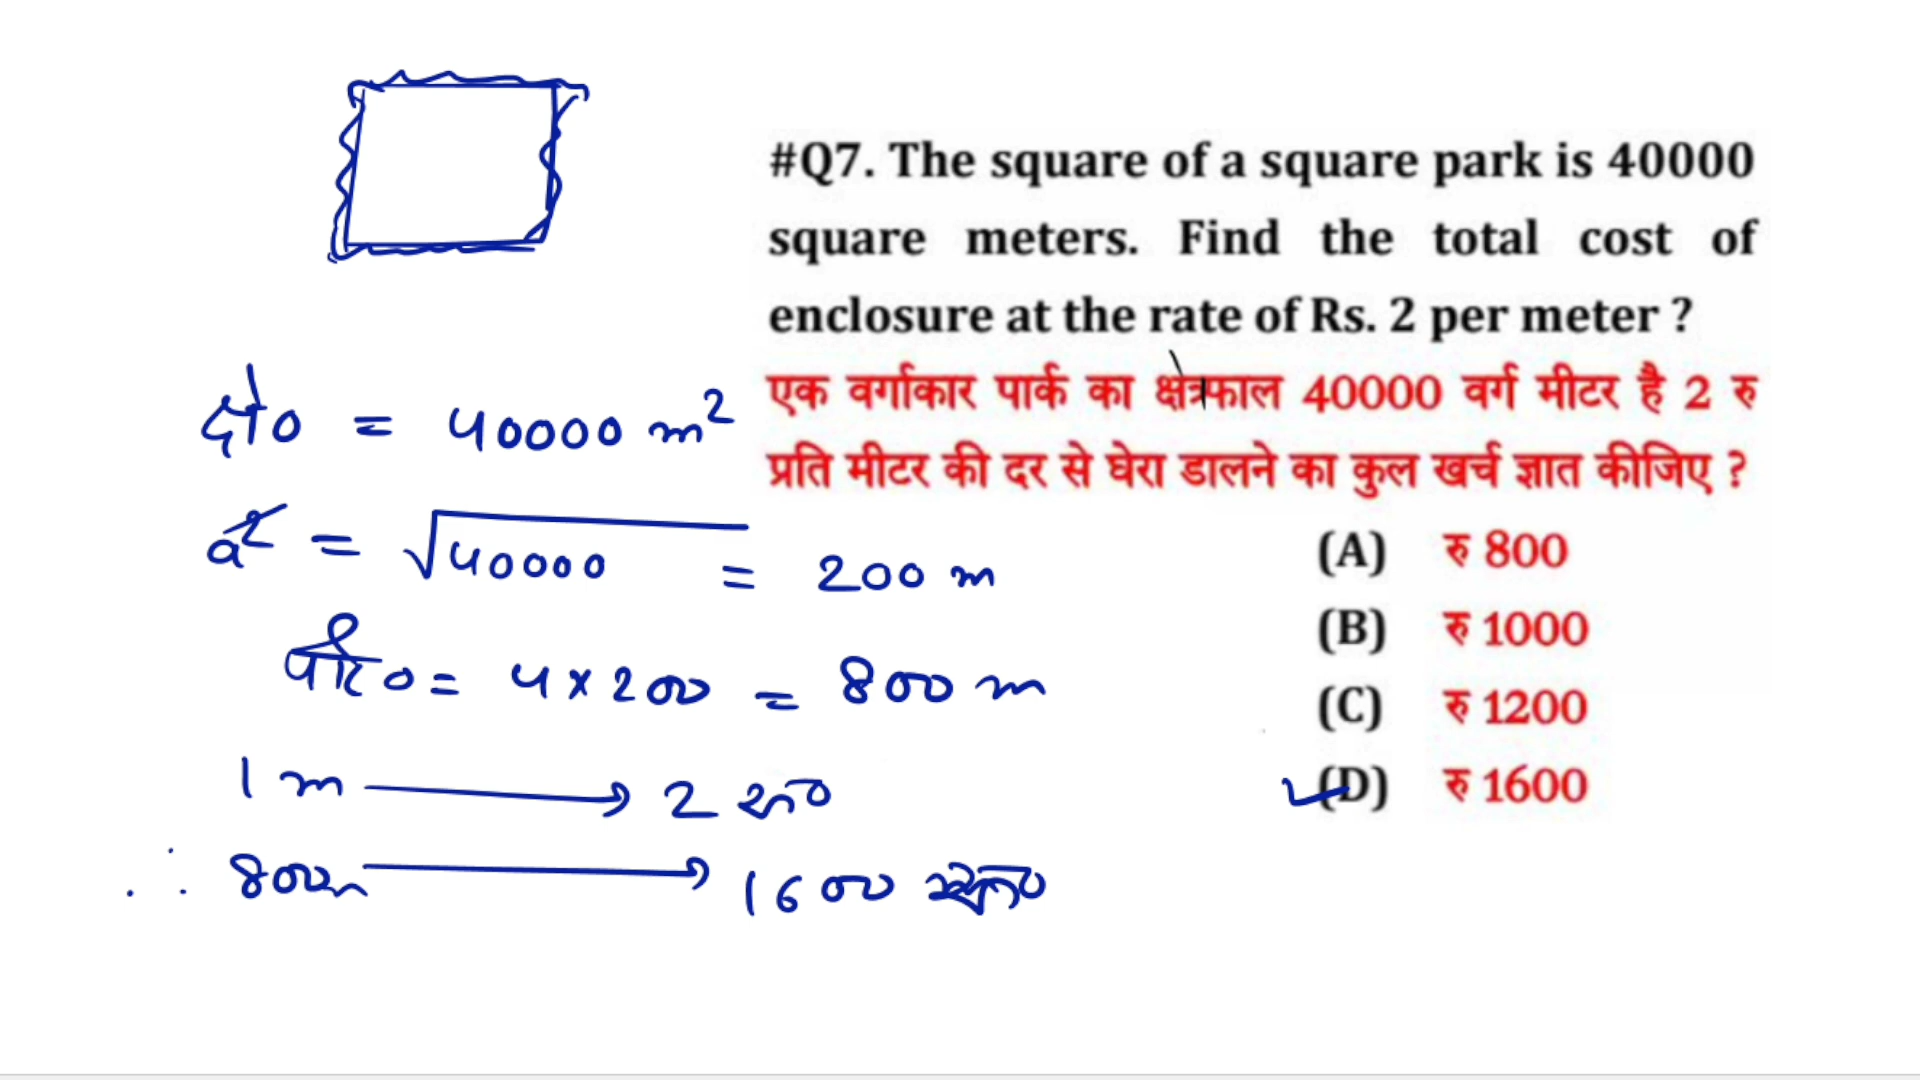 #Q7. The square of a square park is 40000
square meters. Find the total cost of
enclosure at the rate of Rs. 2 per meter ?
एक वर्गाकार पार्क का क्षेत्रफाल 40000 वर्ग मीटर है 2 रु
प्रति मीटर की दर से घेरा डालने का कुल खर्च ज्ञात कीजिए ?
(A) रु 800
(B) रु 1000
(C) रु 1200
(D) रु 1600
क्षे० = 40000 m²
a² = √40000 = 200 m
परि० = 4 × 200 = 800 m
1 m → 2 रू०
∴ 800m → 1600 रू०